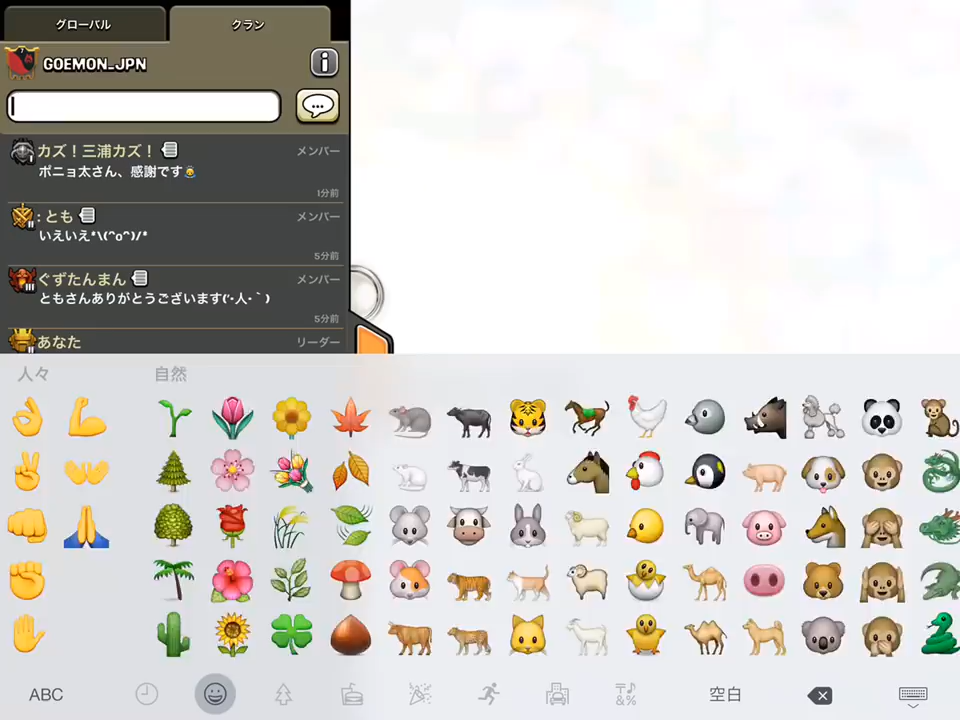 グローバル
クラン
GOEMON_JPN
カズ！三浦カズ！
メンバー
ポニョ太さん、感謝です🙇
1分前
:とも
メンバー
いえいえ*\(^o^)/*
5分前
ぐずたんまん
メンバー
ともさんありがとうございます(´･人･｀)
5分前
あなた
リーダー
人々
自然
ABC
空白